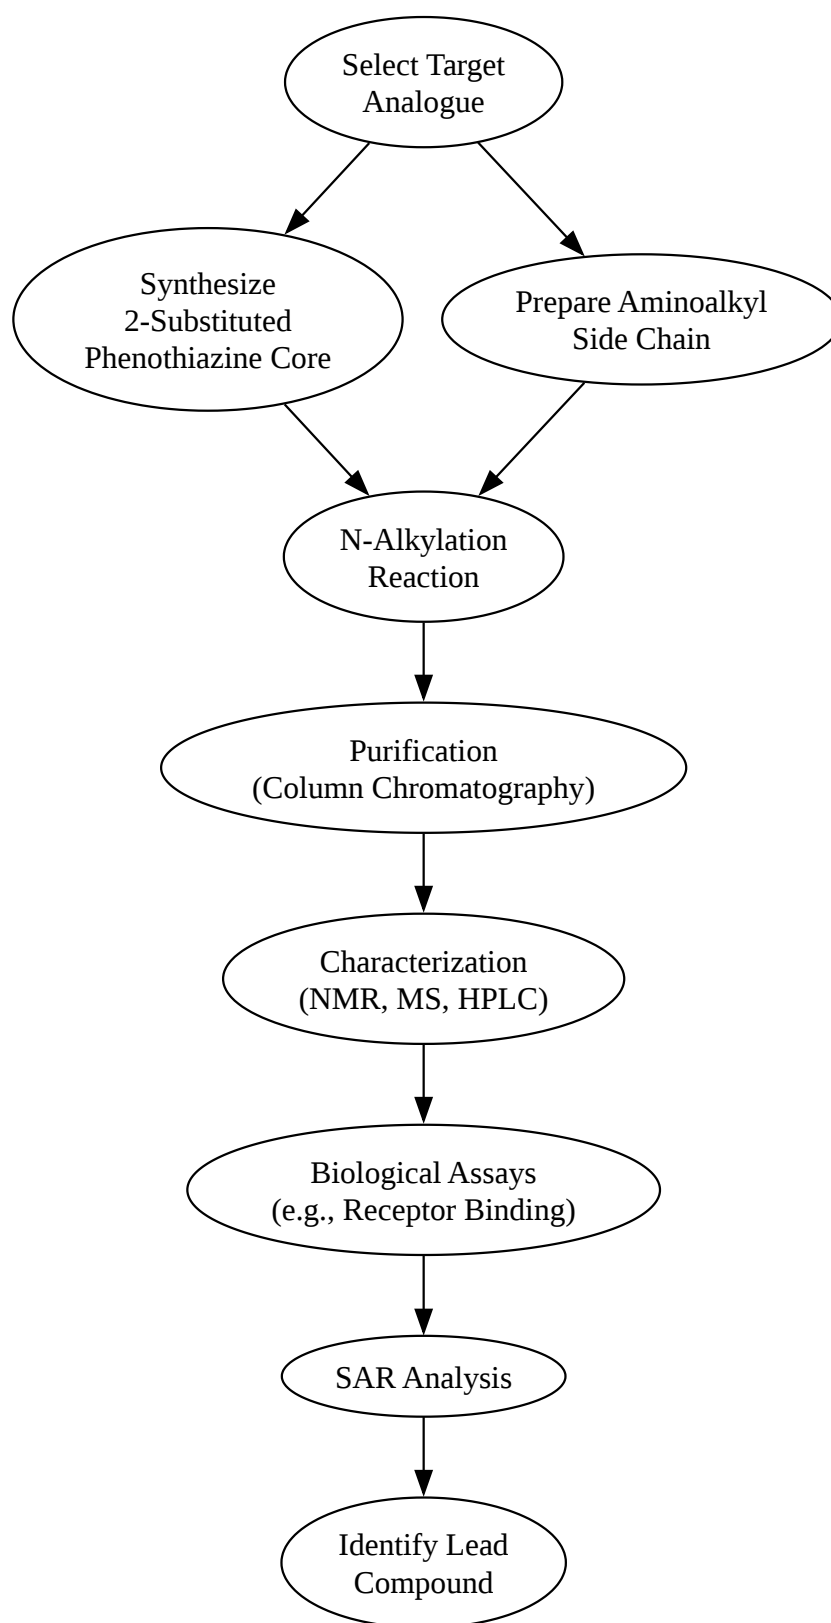 Select Target
Analogue
Synthesize
2-Substituted
Phenothiazine Core
Prepare Aminoalkyl
Side Chain
N-Alkylation
Reaction
Purification
(Column Chromatography)
Characterization
(NMR, MS, HPLC)
Biological Assays
(e.g., Receptor Binding)
SAR Analysis
Identify Lead
Compound